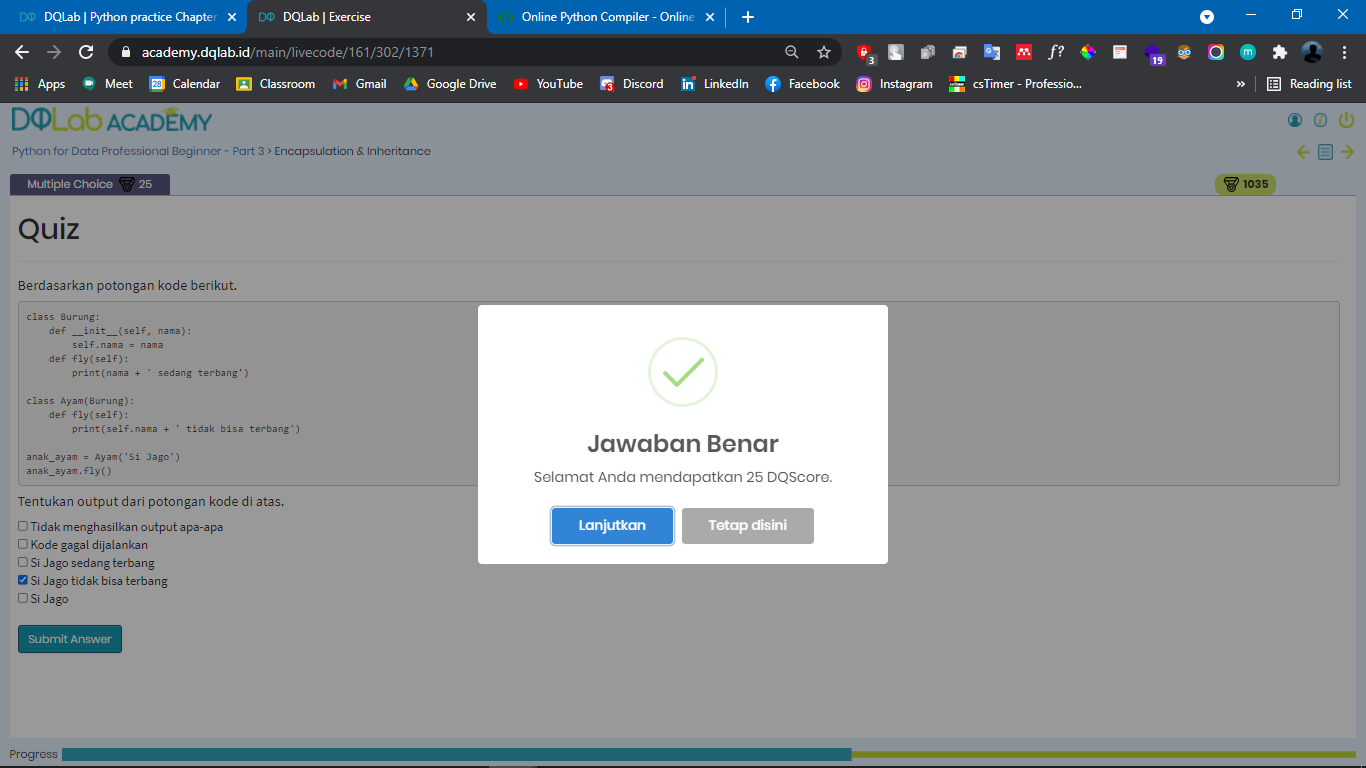 DQLab | Python practice Chapter
DQLab | Exercise
Online Python Compiler - Online
academy.dqlab.id/main/livecode/161/302/1371
3
f?
19
m
Apps
Meet
28
Calendar
Classroom
Gmail
Google Drive
YouTube
3
Discord
LinkedIn
Facebook
Instagram
csTimer - Professio...
»
Reading list
DQLab ACADEMY
Python for Data Professional Beginner - Part 3 > Encapsulation & Inheritance
Multiple Choice 25
1035
Quiz
Berdasarkan potongan kode berikut.
class Burung:
    def __init__(self, nama):
        self.nama = nama
    def fly(self):
        print(nama + ' sedang terbang')
class Ayam(Burung):
    def fly(self):
        print(self.nama + ' tidak bisa terbang')
anak_ayam = Ayam('Si Jago')
anak_ayam.fly()
Tentukan output dari potongan kode di atas.
Tidak menghasilkan output apa-apa
Kode gagal dijalankan
Si Jago sedang terbang
Si Jago tidak bisa terbang
Si Jago
Submit Answer
Jawaban Benar
Selamat Anda mendapatkan 25 DQScore.
Lanjutkan
Tetap disini
Progress